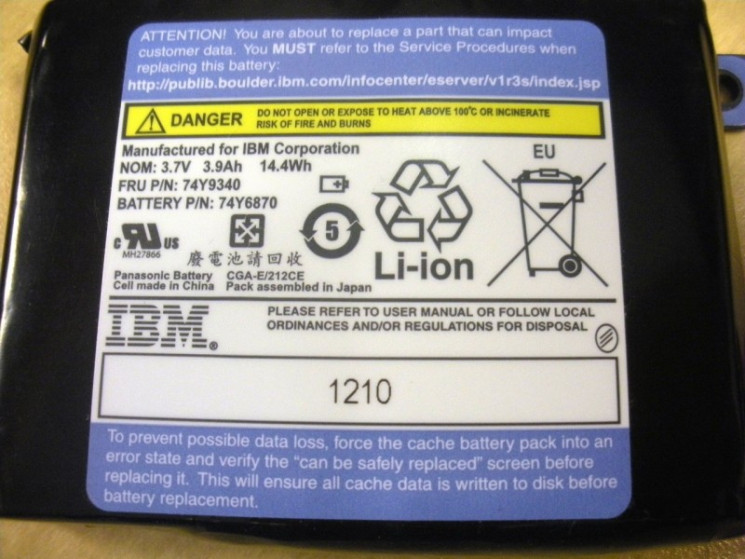 ATTENTION! You are about to replace a part that can impact
customer data. You MUST refer to the Service Procedures when
replacing this battery:
http://publib.boulder.ibm.com/infocenter/eserver/v1r3s/index.jsp
DANGER DO NOT OPEN OR EXPOSE TO HEAT ABOVE 100°C OR INCINERATE
RISK OF FIRE AND BURNS
Manufactured for IBM Corporation
NOM: 3.7V 3.9Ah 14.4Wh
FRU P/N: 74Y9340
BATTERY P/N: 74Y6870
EU
5
c RU US
MH27866
廢電池請回收
Li-ion
Panasonic Battery CGA-E/212CE
Cell made in China Pack assembled in Japan
IBM®
PLEASE REFER TO USER MANUAL OR FOLLOW LOCAL
ORDINANCES AND/OR REGULATIONS FOR DISPOSAL
1210
To prevent possible data loss, force the cache battery pack into an
error state and verify the “can be safely replaced” screen before
replacing it. This will ensure all cache data is written to disk before
battery replacement.